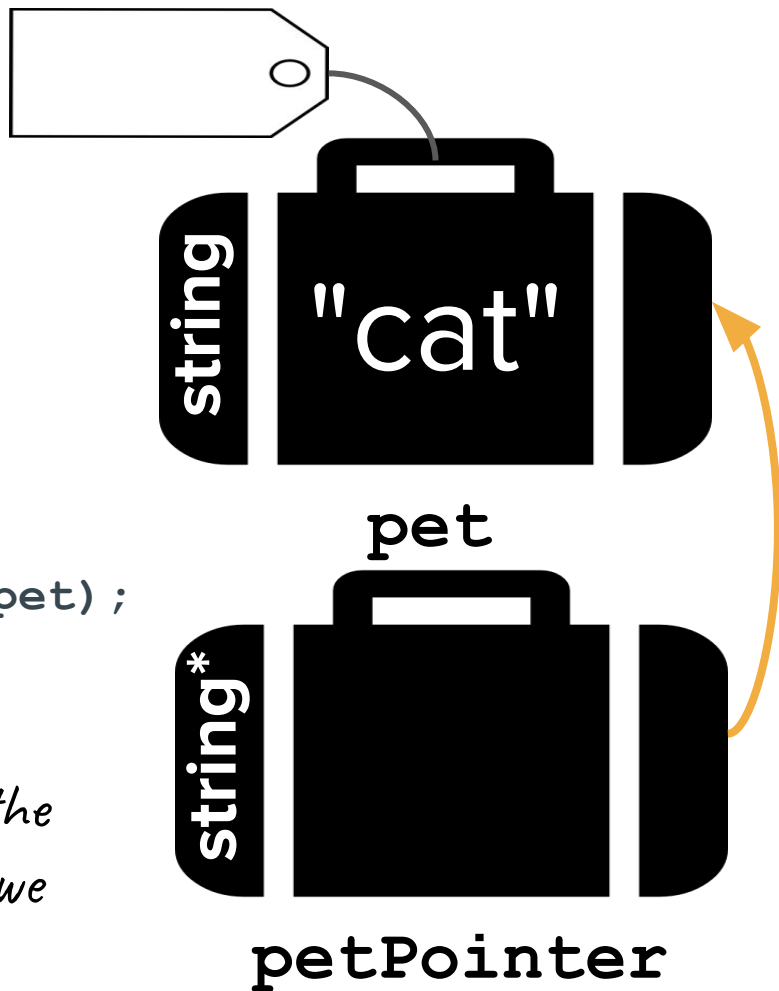 string
"cat"
pet
pet);
string*
the
we
petPointer